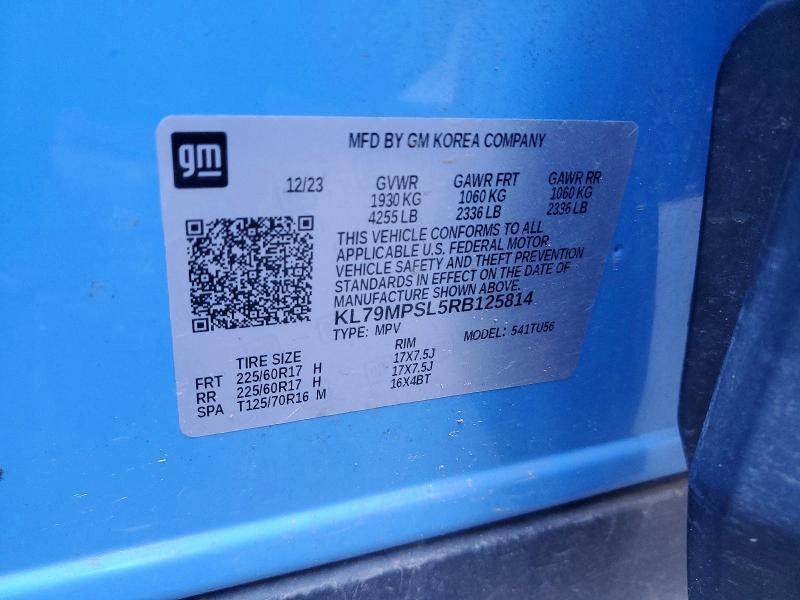 gm
MFD BY GM KOREA COMPANY
12/23 GVWR GAWR FRT GAWR RR
1930 KG 1060 KG 1060 KG
4255 LB 2336 LB 2336 LB
THIS VEHICLE CONFORMS TO ALL
APPLICABLE U.S. FEDERAL MOTOR
VEHICLE SAFETY AND THEFT PREVENTION
STANDARDS IN EFFECT ON THE DATE OF
MANUFACTURE SHOWN ABOVE.
KL79MPSL5RB125814
TYPE: MPV MODEL: 541TU56
TIRE SIZE RIM
FRT 225/60R17 H 17X7.5J
RR 225/60R17 H 17X7.5J
SPA T125/70R16 M 16X4BT